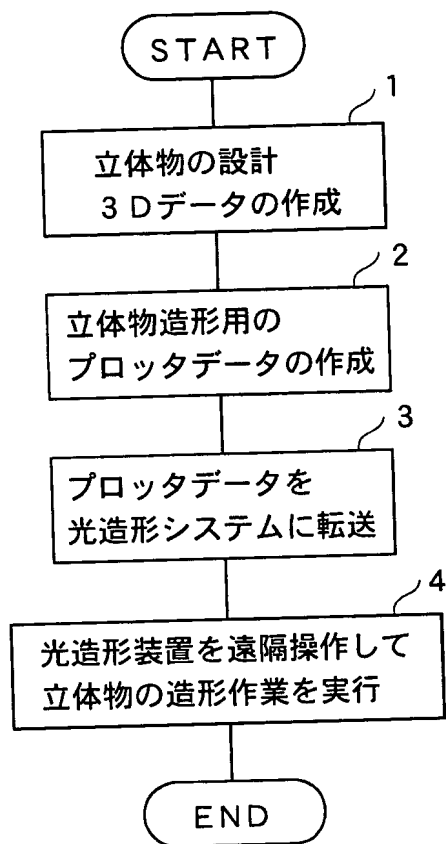 START
1
立体物の設計
3Dデータの作成
2
立体物造形用の
プロッタデータの作成
3
プロッタデータを
光造形システムに転送
4
光造形装置を遠隔操作して
立体物の造形作業を実行
END